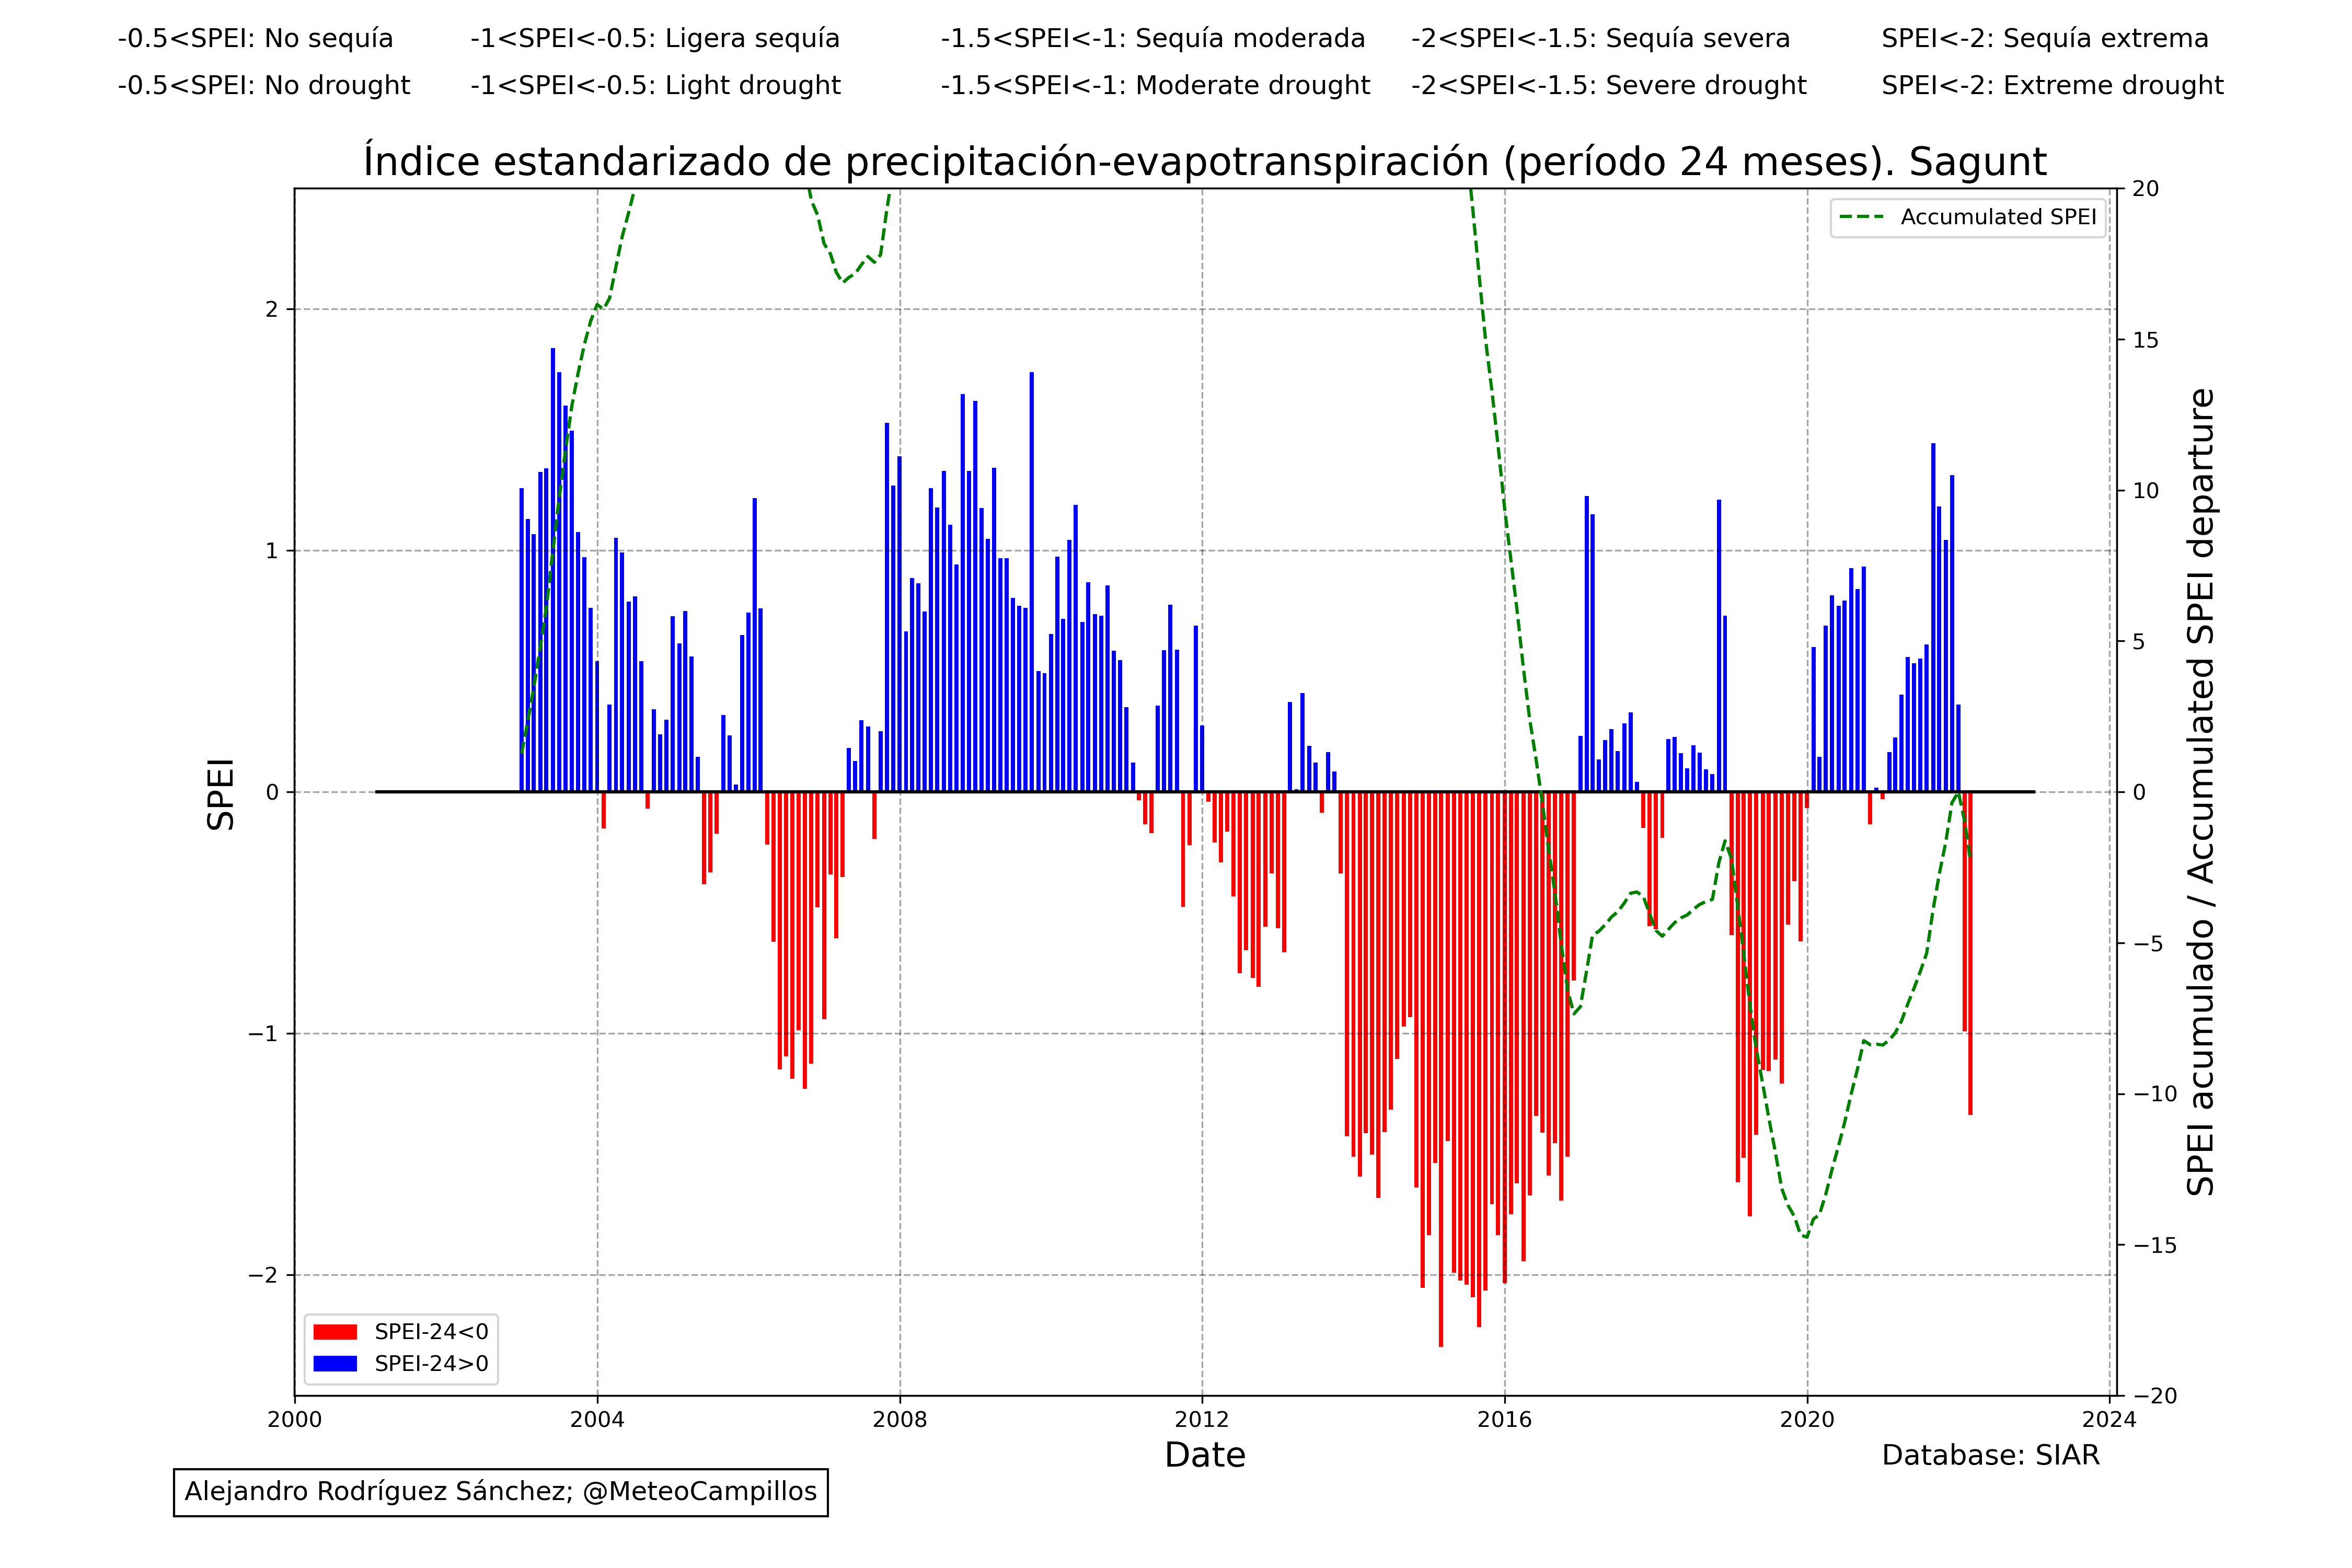 -0.5<SPEI: No sequía -1<SPEI<-0.5: Ligera sequía -1.5<SPEI<-1: Sequía moderada -2<SPEI<-1.5: Sequía severa SPEI<-2: Sequía extrema
-0.5<SPEI: No drought -1<SPEI<-0.5: Light drought -1.5<SPEI<-1: Moderate drought -2<SPEI<-1.5: Severe drought SPEI<-2: Extreme drought
Índice estandarizado de precipitación-evapotranspiración (período 24 meses). Sagunt
Accumulated SPEI
2
1
0
−1
−2
SPEI
20
15
10
5
0
−5
−10
−15
−20
SPEI acumulado / Accumulated SPEI departure
SPEI-24<0
SPEI-24>0
2000 2004 2008 2012 2016 2020 2024
Date
Database: SIAR
Alejandro Rodríguez Sánchez; @MeteoCampillos